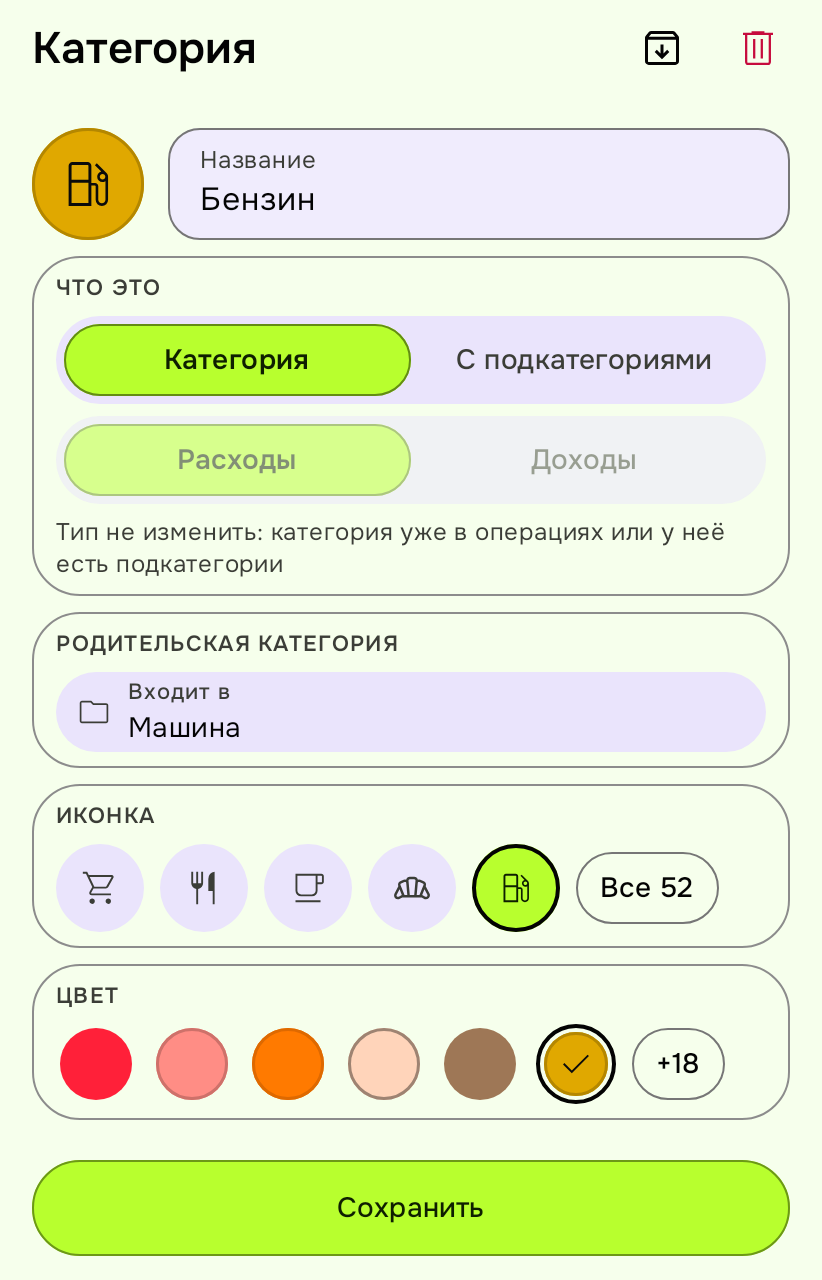 Категория
Название
Бензин
ЧТО ЭТО
Категория
С подкатегориями
Расходы
Доходы
Тип не изменить: категория уже в операциях или у неё
есть подкатегории
РОДИТЕЛЬСКАЯ КАТЕГОРИЯ
Входит в
Машина
ИКОНКА
Все 52
ЦВЕТ
+18
Сохранить